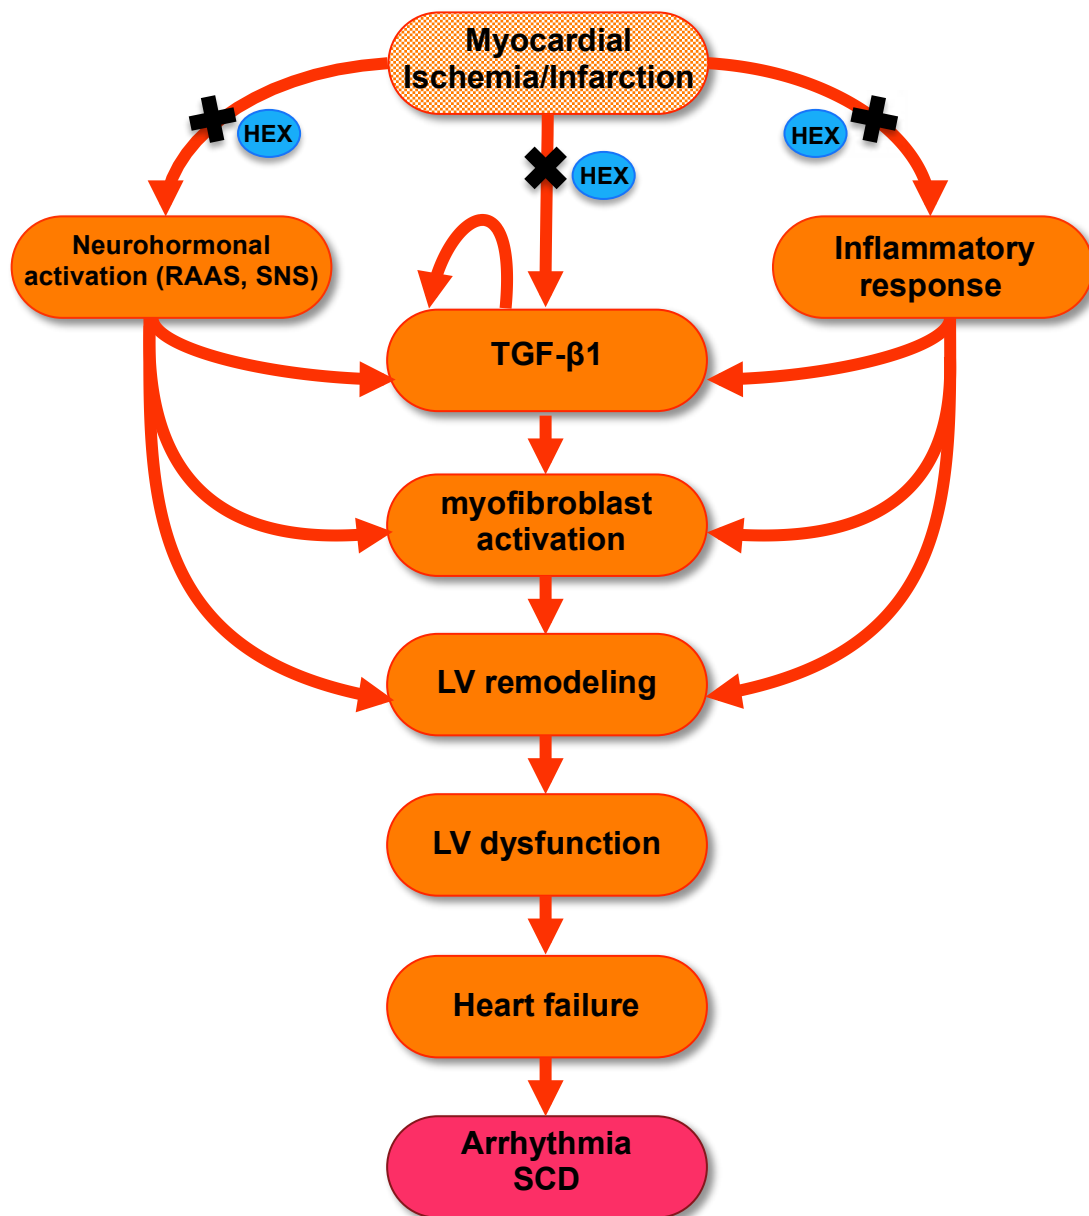 Myocardial
Ischemia/Infarction
HEX
HEX
HEX
Neurohormonal
activation (RAAS, SNS)
Inflammatory
response
TGF-β1
myofibroblast
activation
LV remodeling
LV dysfunction
Heart failure
Arrhythmia
SCD